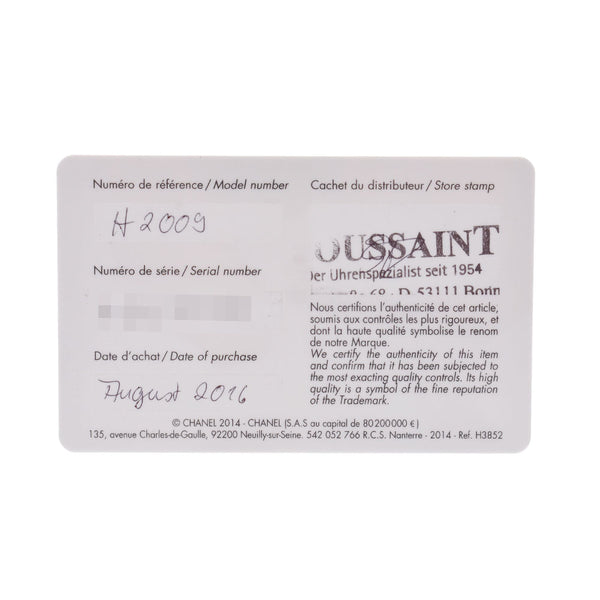 Numéro de référence / Model number
H2009
Numéro de série / Serial number
Date d'achat / Date of purchase
August 2016
Cachet du distributeur / Store stamp
OUSSAINT
Der Uhrenspezialist seit 1954
68 - D 53111 Bonn
Nous certifions l'authenticité de cet article,
soumis aux contrôles les plus rigoureux, et
dont la haute qualité symbolise le renom
de notre Marque.
We certify the authenticity of this item
and confirm that it has been subjected to
the most exacting quality controls. Its high
quality is a symbol of the fine reputation
of the Trademark.
© CHANEL 2014 - CHANEL (S.A.S au capital de 80200000 €)
135, avenue Charles-de-Gaulle, 92200 Neuilly-sur-Seine. 542 052 766 R.C.S. Nanterre - 2014 - Ref. H3852